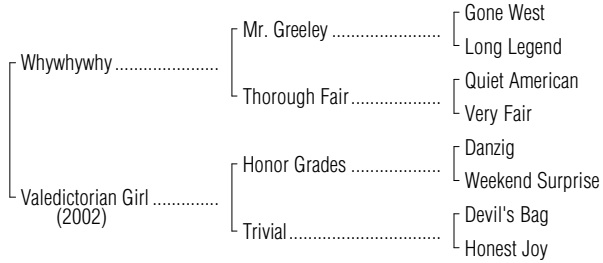 Gone West
Mr. Greeley ..................
Long Legend
Whywhywhy .................
Quiet American
Thorough Fair ...............
Very Fair
Danzig
Honor Grades ...............
Weekend Surprise
Valedictorian Girl ...........
(2002)
Devil's Bag
Trivial .........................
Honest Joy